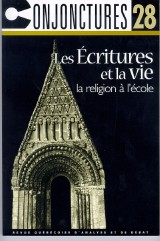 CONJONCTURES 28
Les Écritures
et la vie
la religion à l'école
REVUE QUÉBÉCOISE D'ANALYSE ET DE DÉBAT